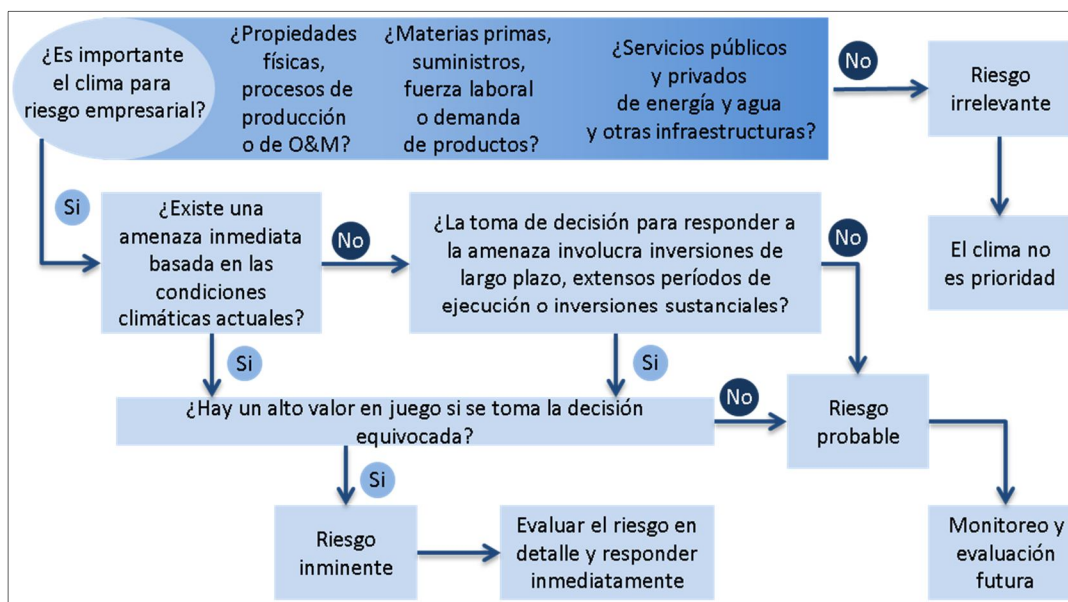 ¿Es importante
el clima para
riesgo empresarial?
¿Propiedades
físicas,
procesos de
producción
o de O&M?
¿Materias primas,
suministros,
fuerza laboral
o demanda
de productos?
¿Servicios públicos
y privados
de energía y agua
y otras infraestructuras?
No
Riesgo
irrelevante
Si
¿Existe una
amenaza inmediata
basada en las
condiciones
climáticas actuales?
No
¿La toma de decisión para responder a
la amenaza involucra inversiones de
largo plazo, extensos períodos de
ejecución o inversiones sustanciales?
No
El clima no
es prioridad
Si
Si
¿Hay un alto valor en juego si se toma la decisión
equivocada?
No
Riesgo
probable
Si
Riesgo
inminente
Evaluar el riesgo en
detalle y responder
inmediatamente
Monitoreo y
evaluación
futura